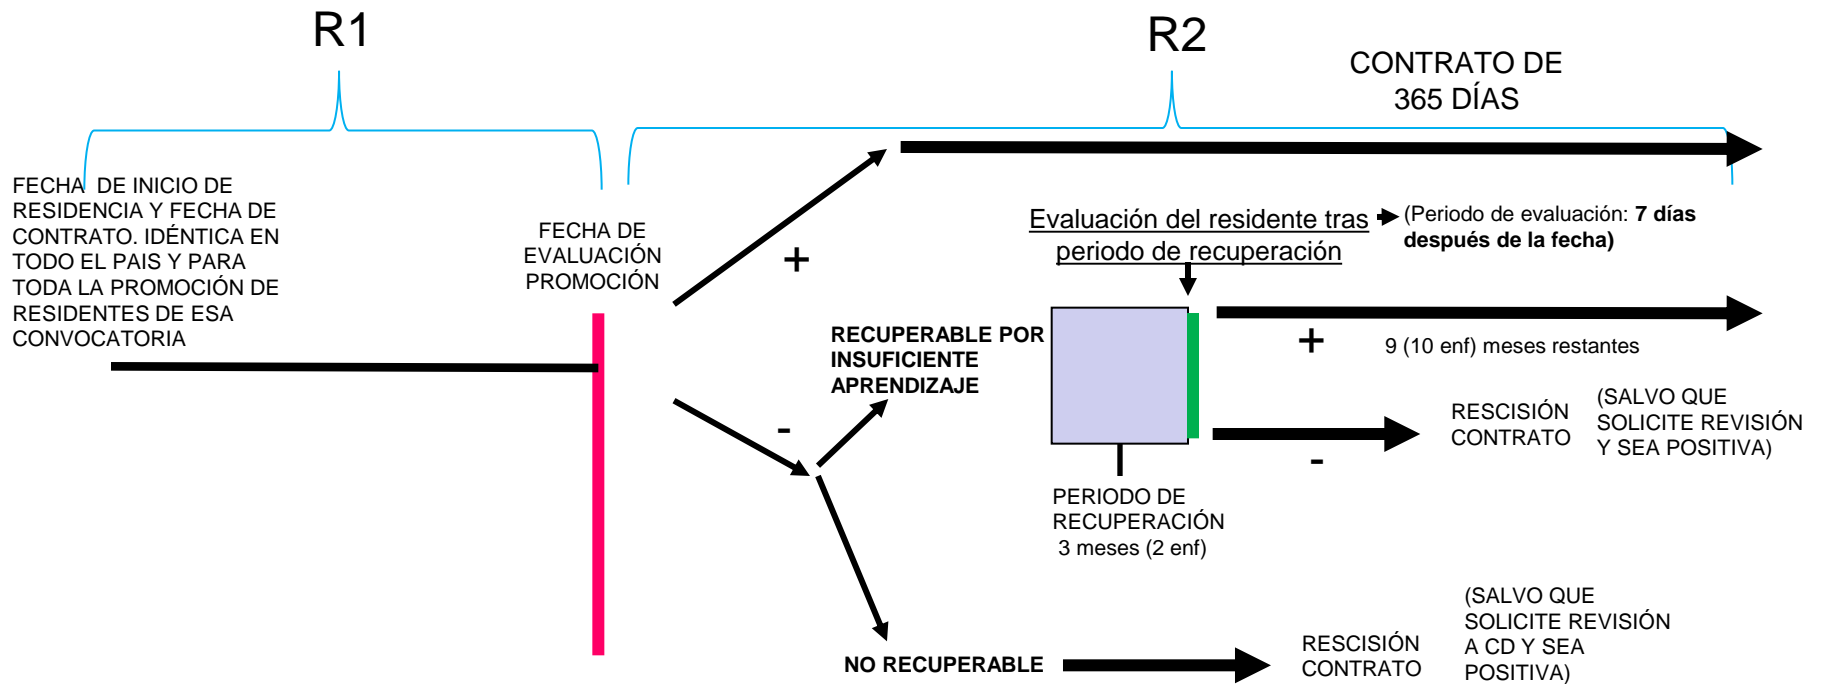 R1
R2
CONTRATO DE
365 DÍAS
FECHA DE INICIO DE
RESIDENCIA Y FECHA DE
CONTRATO. IDÉNTICA EN
TODO EL PAIS Y PARA
TODA LA PROMOCIÓN DE
RESIDENTES DE ESA
CONVOCATORIA
FECHA DE
EVALUACIÓN
PROMOCIÓN
+
-
Evaluación del residente tras
periodo de recuperación
(Periodo de evaluación: 7 días
después de la fecha)
RECUPERABLE POR
INSUFICIENTE
APRENDIZAJE
+
9 (10 enf) meses restantes
-
RESCISIÓN
CONTRATO
(SALVO QUE
SOLICITE REVISIÓN
Y SEA POSITIVA)
PERIODO DE
RECUPERACIÓN
3 meses (2 enf)
NO RECUPERABLE
RESCISIÓN
CONTRATO
(SALVO QUE
SOLICITE REVISIÓN
A CD Y SEA
POSITIVA)